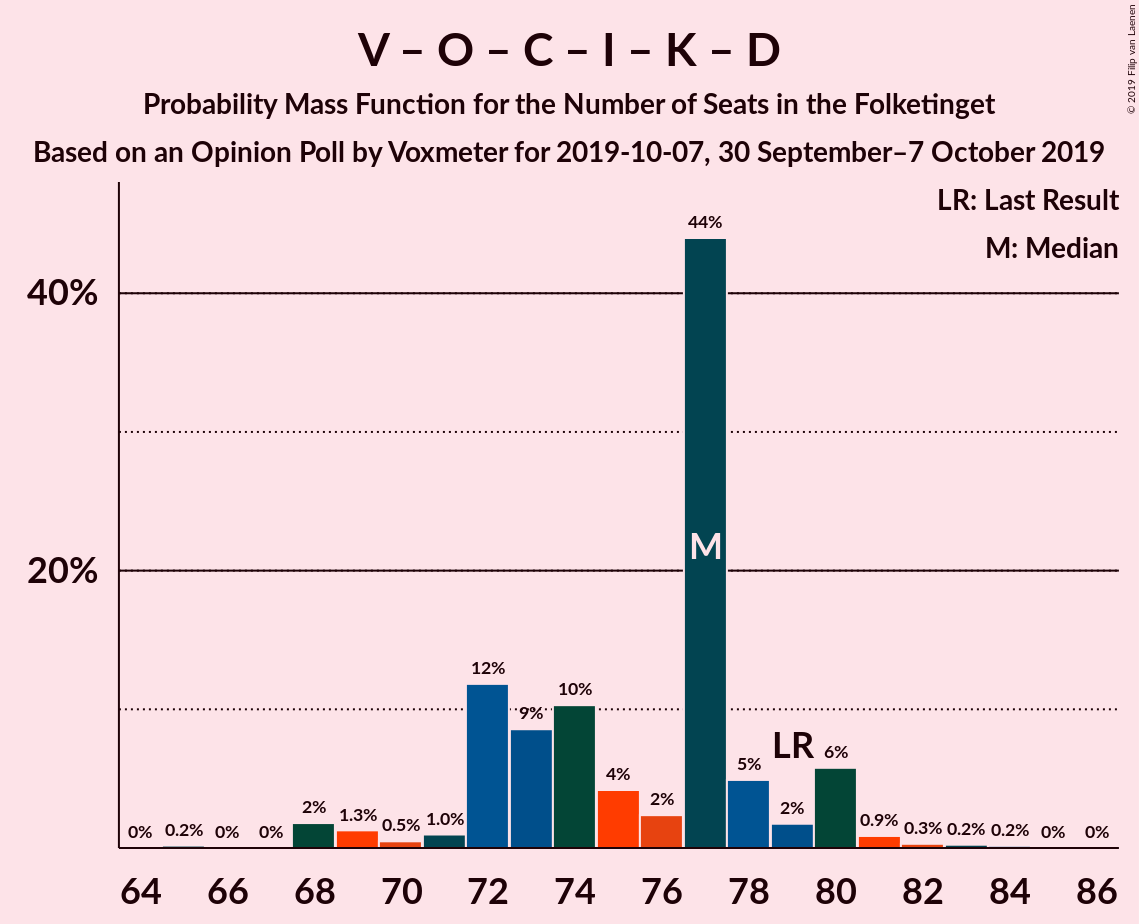 V – O – C – I – K – D
Probability Mass Function for the Number of Seats in the Folketinget
Based on an Opinion Poll by Voxmeter for 2019-10-07, 30 September–7 October 2019
© 2019 Filip van Laenen
LR: Last Result
M: Median
40%
20%
0%
0.2%
0%
0%
2%
1.3%
0.5%
1.0%
12%
9%
10%
4%
2%
44%
M
5%
LR
2%
6%
0.9%
0.3%
0.2%
0.2%
0%
0%
64 66 68 70 72 74 76 78 80 82 84 86